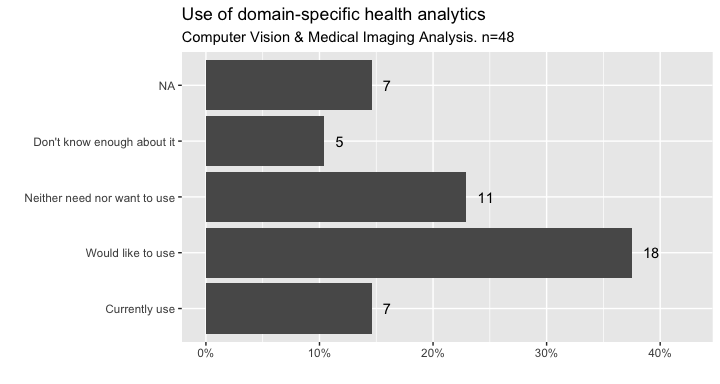 Use of domain-specific health analytics
Computer Vision & Medical Imaging Analysis. n=48
NA 7
Don't know enough about it 5
Neither need nor want to use 11
Would like to use 18
Currently use 7
0% 10% 20% 30% 40%